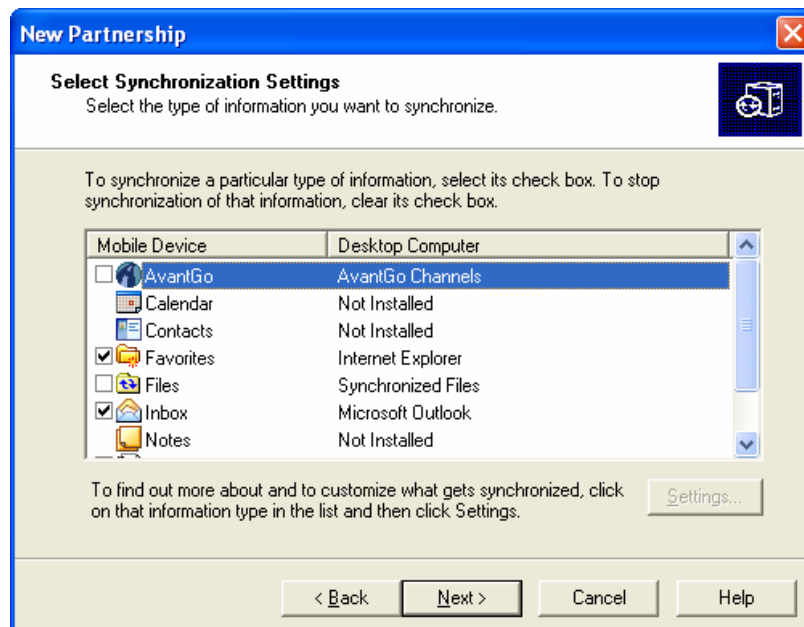 New Partnership
Select Synchronization Settings
Select the type of information you want to synchronize.
To synchronize a particular type of information, select its check box. To stop
synchronization of that information, clear its check box.
Mobile Device Desktop Computer
AvantGo AvantGo Channels
Calendar Not Installed
Contacts Not Installed
Favorites Internet Explorer
Files Synchronized Files
Inbox Microsoft Outlook
Notes Not Installed
To find out more about and to customize what gets synchronized, click
on that information type in the list and then click Settings.
Settings...
< Back Next > Cancel Help